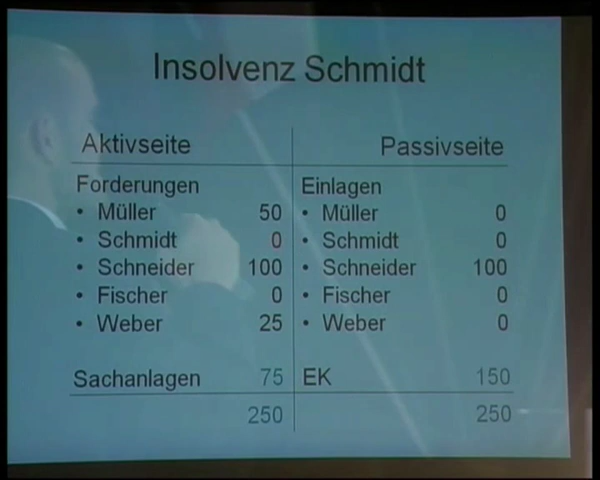 Insolvenz Schmidt
Aktivseite Passivseite
Forderungen Einlagen
• Müller 50 • Müller 0
• Schmidt 0 • Schmidt 0
• Schneider 100 • Schneider 100
• Fischer 0 • Fischer 0
• Weber 25 • Weber 0
Sachanlagen 75 EK 150
250 250